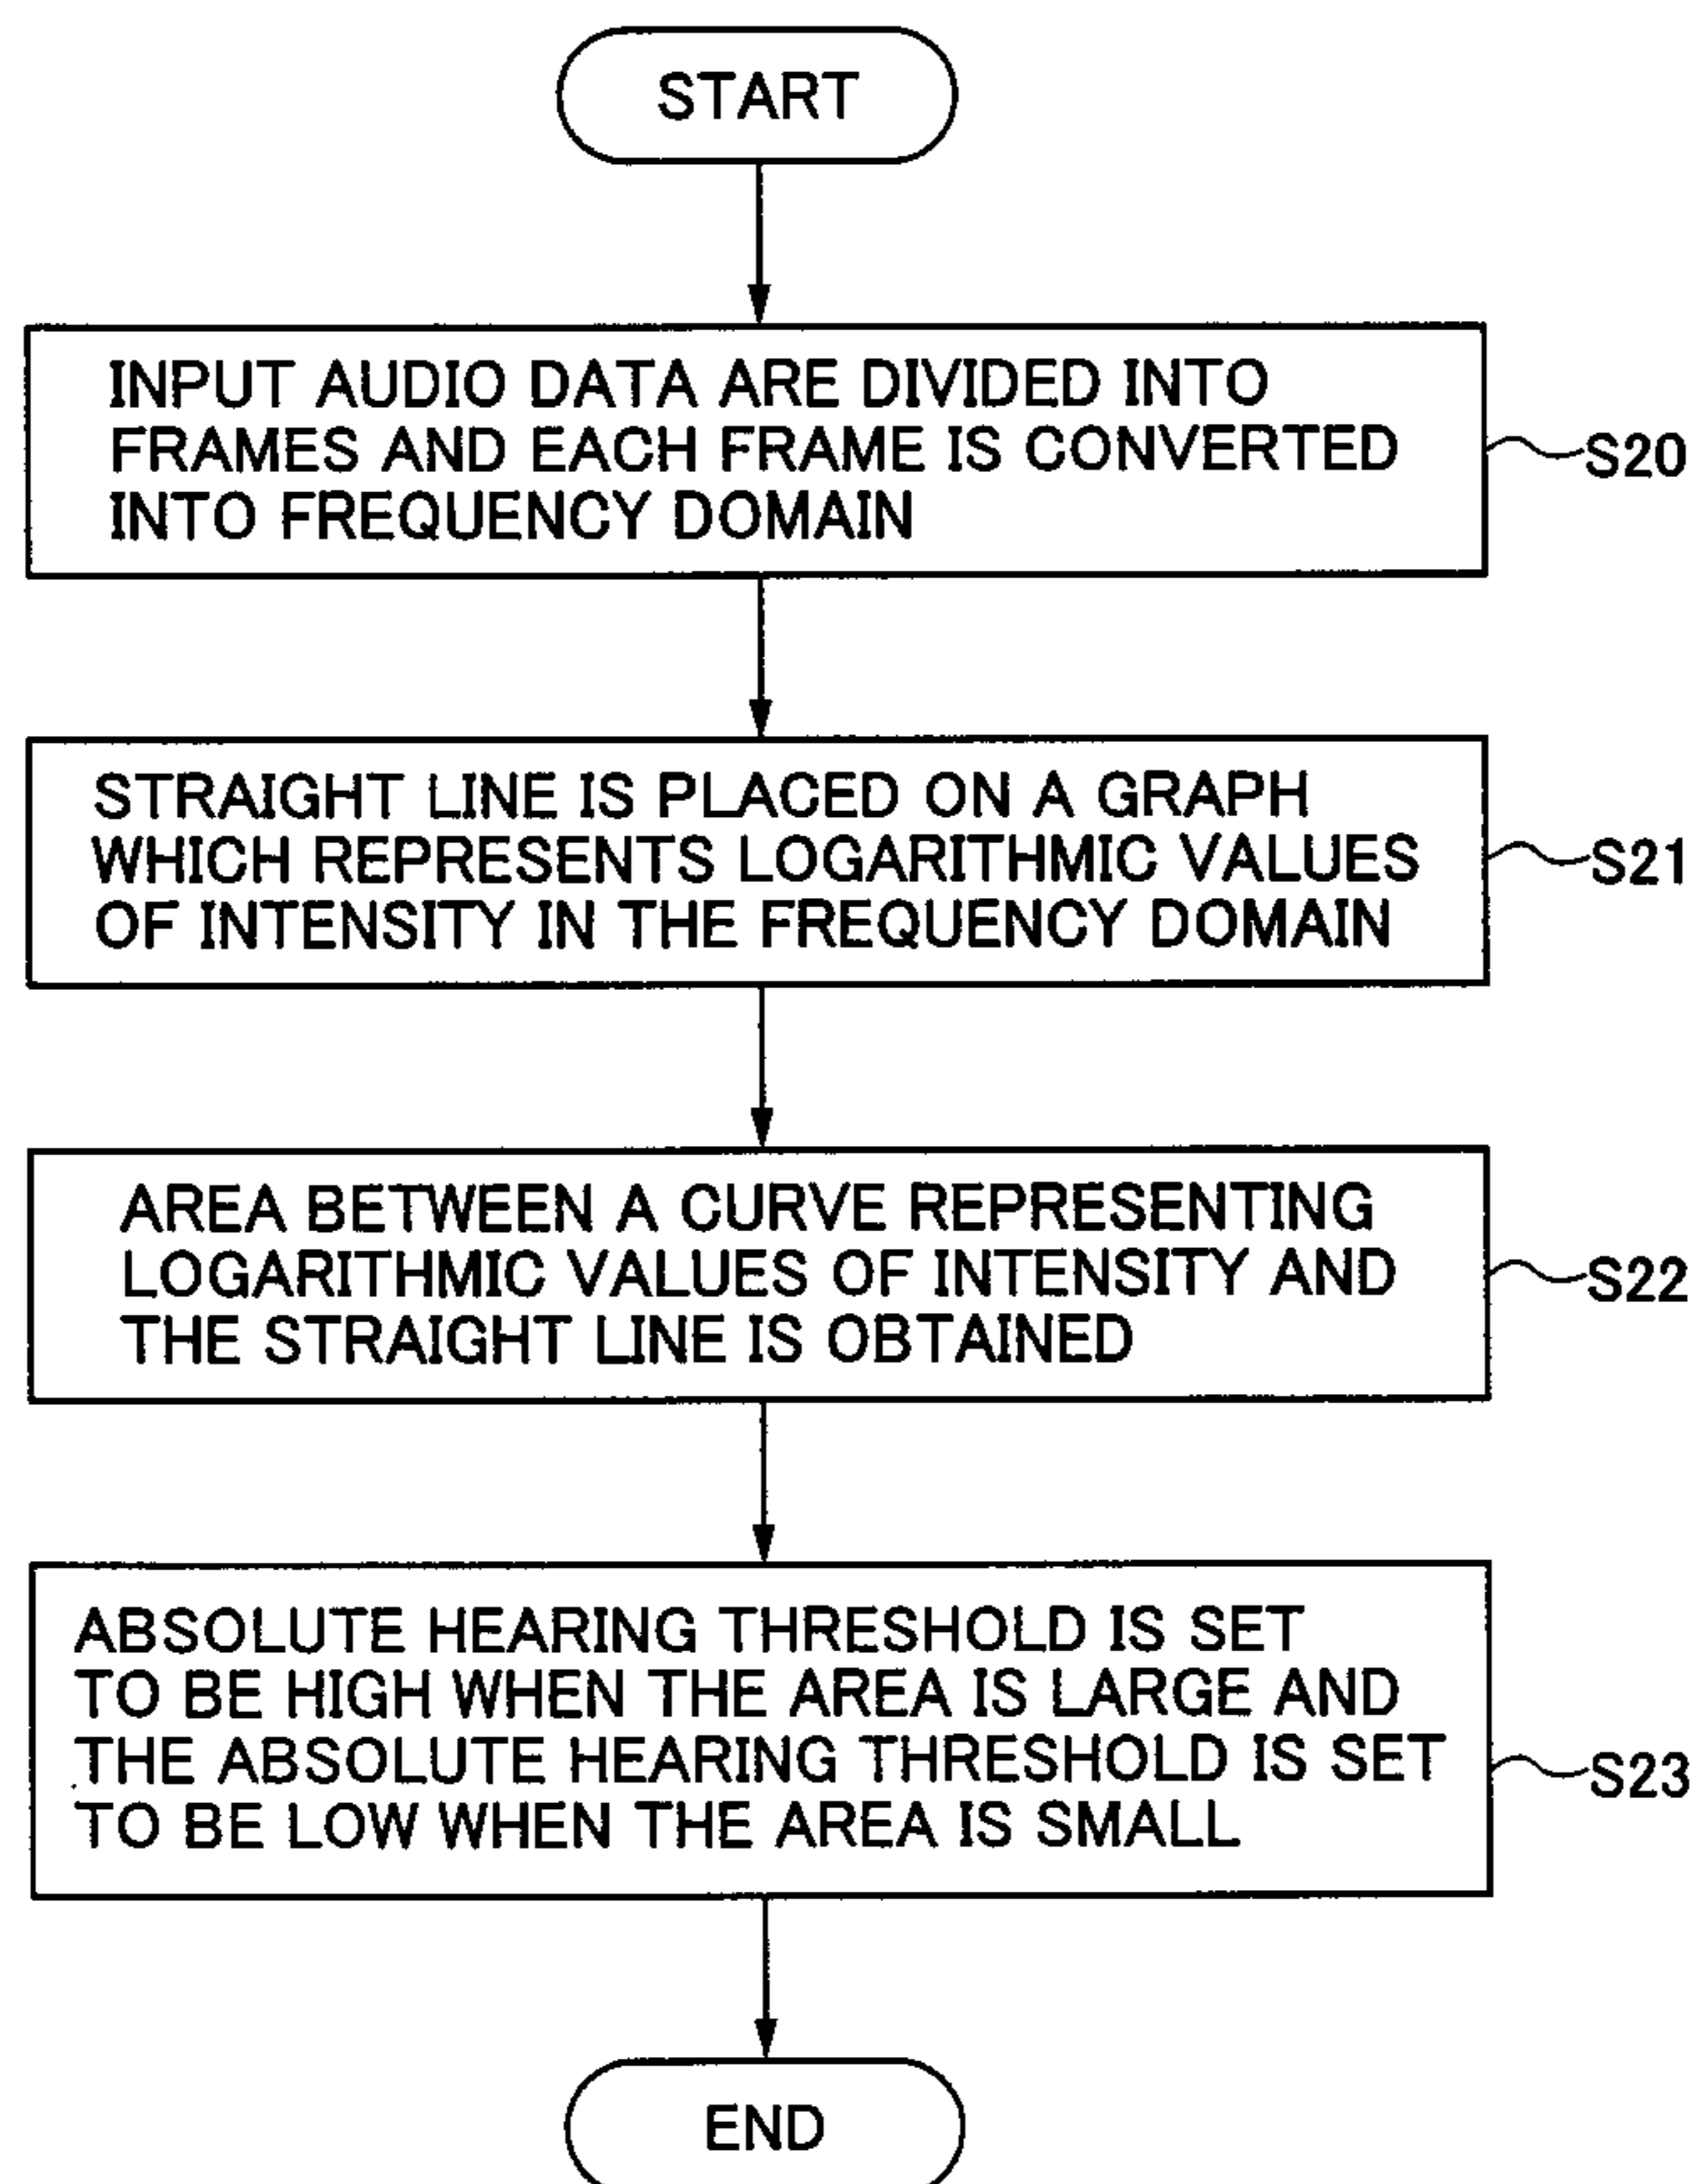 START
INPUT AUDIO DATA ARE DIVIDED INTO
FRAMES AND EACH FRAME IS CONVERTED
INTO FREQUENCY DOMAIN
S20
STRAIGHT LINE IS PLACED ON A GRAPH
WHICH REPRESENTS LOGARITHMIC VALUES
OF INTENSITY IN THE FREQUENCY DOMAIN
S21
AREA BETWEEN A CURVE REPRESENTING
LOGARITHMIC VALUES OF INTENSITY AND
THE STRAIGHT LINE IS OBTAINED
S22
ABSOLUTE HEARING THRESHOLD IS SET
TO BE HIGH WHEN THE AREA IS LARGE AND
THE ABSOLUTE HEARING THRESHOLD IS SET
TO BE LOW WHEN THE AREA IS SMALL
S23
END